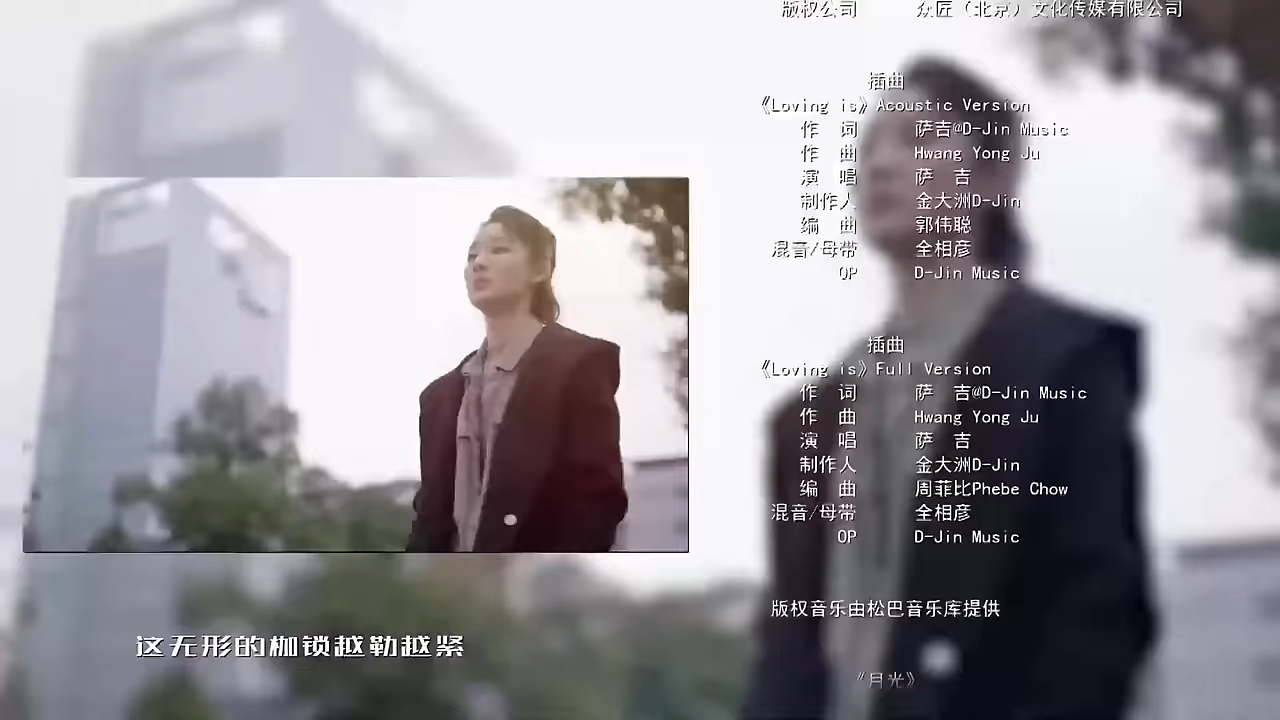 版权公司 众匠（北京）文化传媒有限公司
插曲
《Loving is》Acoustic Version
作 词 萨吉@D-Jin Music
作 曲 Hwang Yong Ju
演 唱 萨 吉
制作人 金大洲D-Jin
编 曲 郭伟聪
混音/母带 全相彦
OP D-Jin Music
插曲
《Loving is》Full Version
作 词 萨 吉@D-Jin Music
作 曲 Hwang Yong Ju
演 唱 萨 吉
制作人 金大洲D-Jin
编 曲 周菲比Phebe Chow
混音/母带 全相彦
OP D-Jin Music
版权音乐由松巴音乐库提供
《月光》
这无形的枷锁越勒越紧